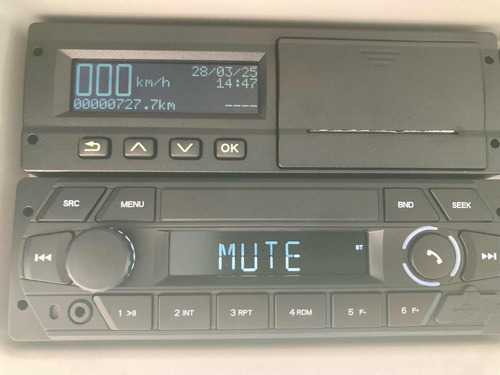 000 km/h 28/03/25
14:47
00000727.7km ----
OK
SRC MENU BND SEEK
MUTE BT
1 >II 2 INT 3 RPT 4 RDM 5 F- 6 F+